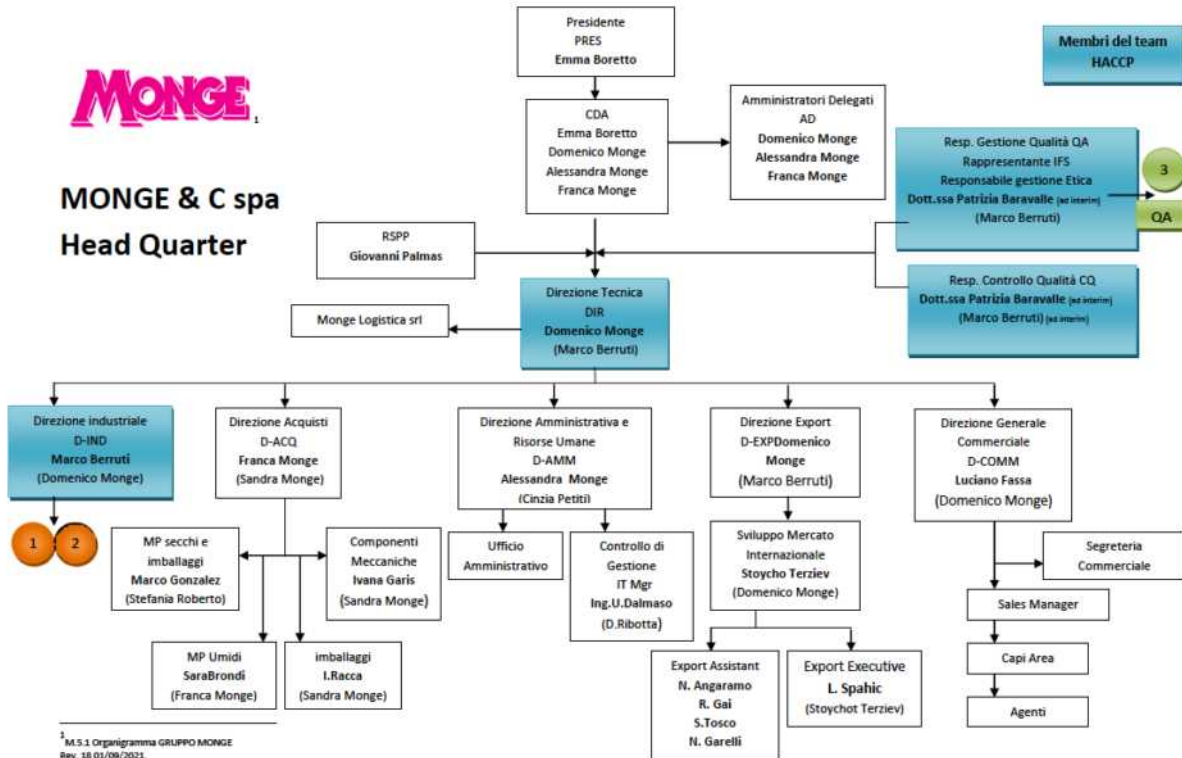 Presidente
PRES
Emma Boretto
Membri del team
HACCP
MONGE 1
MONGE & C spa
Head Quarter
CDA
Emma Boretto
Domenico Monge
Alessandra Monge
Franca Monge
Amministratori Delegati
AD
Domenico Monge
Alessandra Monge
Franca Monge
Resp. Gestione Qualità QA
Rappresentante IFS
Responsabile gestione Etica
Dott.ssa Patrizia Baravalle (ad interim)
(Marco Berruti)
3
QA
RSPP
Giovanni Palmas
Resp. Controllo Qualità CQ
Dott.ssa Patrizia Baravalle (ad interim)
(Marco Berruti) (ad interim)
Direzione Tecnica
DIR
Domenico Monge
(Marco Berruti)
Monge Logistica srl
Direzione industriale
D-IND
Marco Berruti
(Domenico Monge)
Direzione Acquisti
D-ACQ
Franca Monge
(Sandra Monge)
Direzione Amministrativa e
Risorse Umane
D-AMM
Alessandra Monge
(Cinzia Petiti)
Direzione Export
D-EXPDomenico
Monge
(Marco Berruti)
Direzione Generale
Commerciale
D-COMM
Luciano Fassa
(Domenico Monge)
1
2
MP secchi e
imballaggi
Marco Gonzalez
(Stefania Roberto)
Componenti
Meccaniche
Ivana Garis
(Sandra Monge)
Ufficio
Amministrativo
Controllo di
Gestione
IT Mgr
Ing.U.Dalmaso
(D.Ribotta)
Sviluppo Mercato
Internazionale
Stoycho Terziev
(Domenico Monge)
Segreteria
Commerciale
Sales Manager
MP Umidi
SaraBrondi
(Franca Monge)
imballaggi
I.Racca
(Sandra Monge)
Export Assistant
N. Angaramo
R. Gai
S.Tosco
N. Garelli
Export Executive
L. Spahic
(Stoychot Terziev)
Capi Area
Agenti
1
M.5.1 Organigramma GRUPPO MONGE
Rev. 18 01/09/2021.